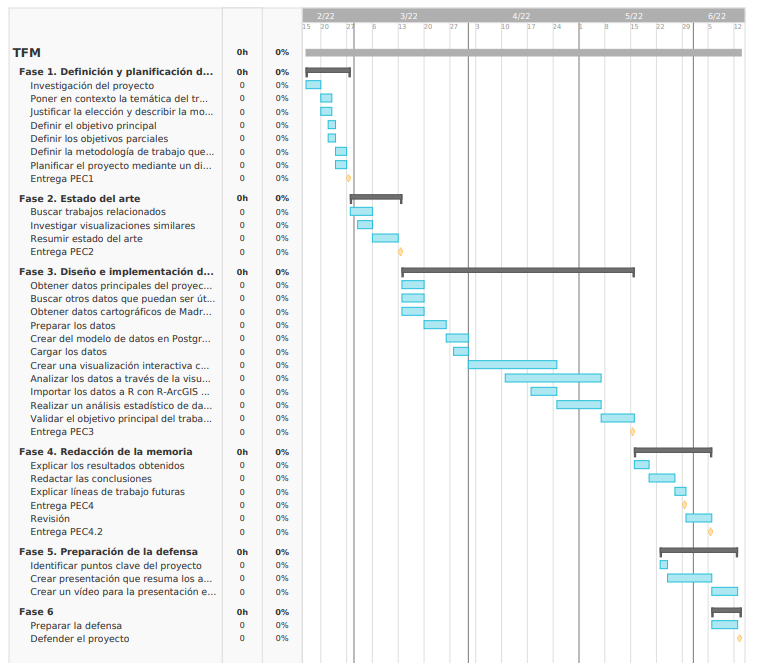 2/22 3/22 4/22 5/22 6/22
15 20 27 6 13 20 27 3 10 17 24 1 8 15 22 29 5 12
TFM 0h 0%
Fase 1. Definición y planificación d... 0h 0%
Investigación del proyecto 0 0%
Poner en contexto la temática del tr... 0 0%
Justificar la elección y describir la mo... 0 0%
Definir el objetivo principal 0 0%
Definir los objetivos parciales 0 0%
Definir la metodología de trabajo que... 0 0%
Planificar el proyecto mediante un di... 0 0%
Entrega PEC1 0 0%
Fase 2. Estado del arte 0h 0%
Buscar trabajos relacionados 0 0%
Investigar visualizaciones similares 0 0%
Resumir estado del arte 0 0%
Entrega PEC2 0 0%
Fase 3. Diseño e implementación d... 0h 0%
Obtener datos principales del proyec... 0 0%
Buscar otros datos que puedan ser út... 0 0%
Obtener datos cartográficos de Madr... 0 0%
Preparar los datos 0 0%
Crear del modelo de datos en Postgr... 0 0%
Cargar los datos 0 0%
Crear una visualización interactiva c... 0 0%
Analizar los datos a través de la visu... 0 0%
Importar los datos a R con R-ArcGIS ... 0 0%
Realizar un análisis estadístico de da... 0 0%
Validar el objetivo principal del traba... 0 0%
Entrega PEC3 0 0%
Fase 4. Redacción de la memoria 0h 0%
Explicar los resultados obtenidos 0 0%
Redactar las conclusiones 0 0%
Explicar líneas de trabajo futuras 0 0%
Entrega PEC4 0 0%
Revisión 0 0%
Entrega PEC4.2 0 0%
Fase 5. Preparación de la defensa 0h 0%
Identificar puntos clave del proyecto 0 0%
Crear presentación que resuma los a... 0 0%
Crear un vídeo para la presentación e... 0 0%
Fase 6 0h 0%
Preparar la defensa 0 0%
Defender el proyecto 0 0%